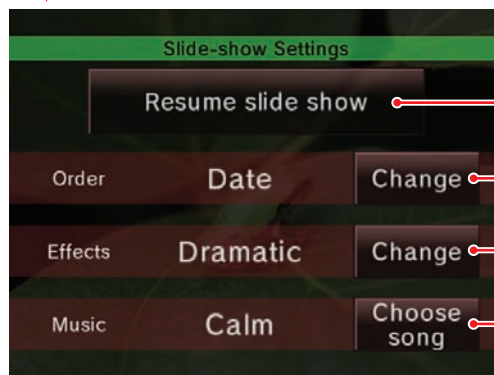 Slide-show Settings
Resume slide show
Order Date Change
Effects Dramatic Change
Music Calm Choose
song